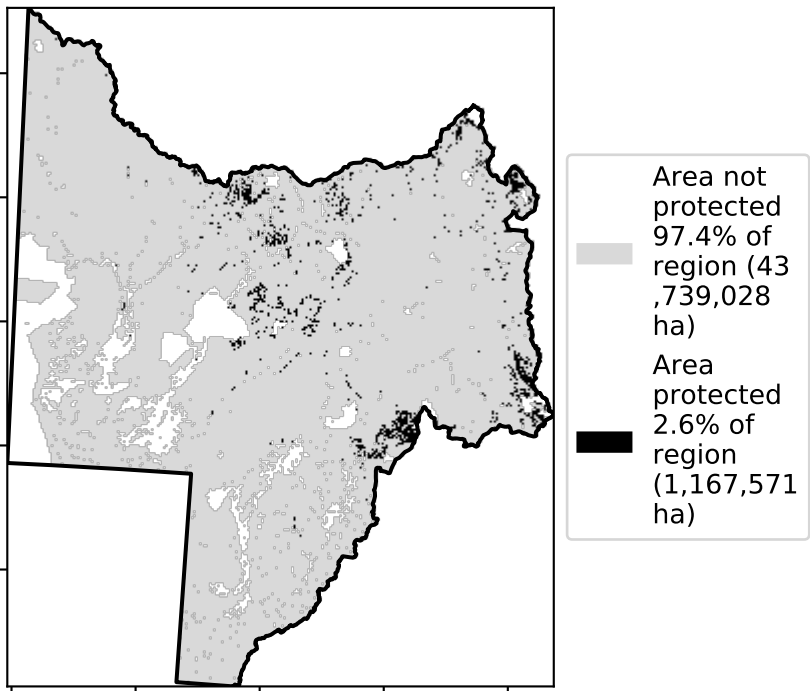 Area not
protected
97.4% of
region (43
,739,028
ha)
Area
protected
2.6% of
region
(1,167,571
ha)